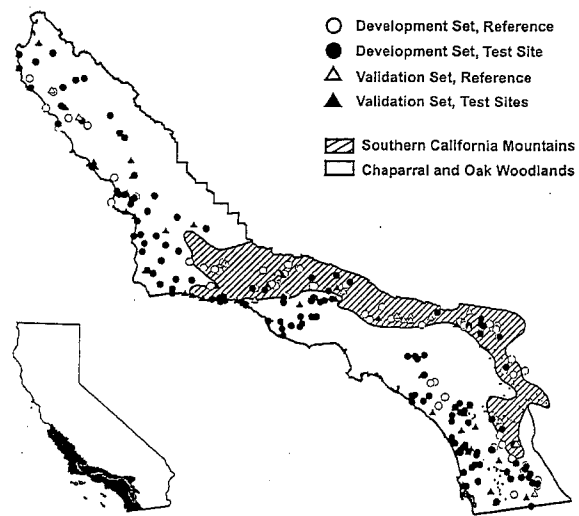 Development Set, Reference
Development Set, Test Site
Validation Set, Reference
Validation Set, Test Sites
Southern California Mountains
Chaparral and Oak Woodlands